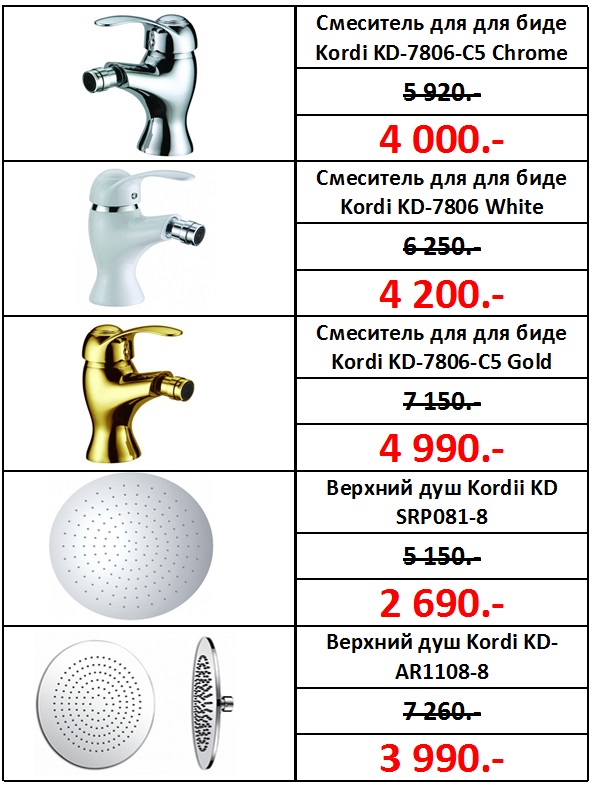 Смеситель для для биде
Kordi KD-7806-C5 Chrome
5 920.-
4 000.-
Смеситель для для биде
Kordi KD-7806 White
6 250.-
4 200.-
Смеситель для для биде
Kordi KD-7806-C5 Gold
7 150.-
4 990.-
Верхний душ Kordii KD
SRP081-8
5 150.-
2 690.-
Верхний душ Kordi KD-
AR1108-8
7 260.-
3 990.-